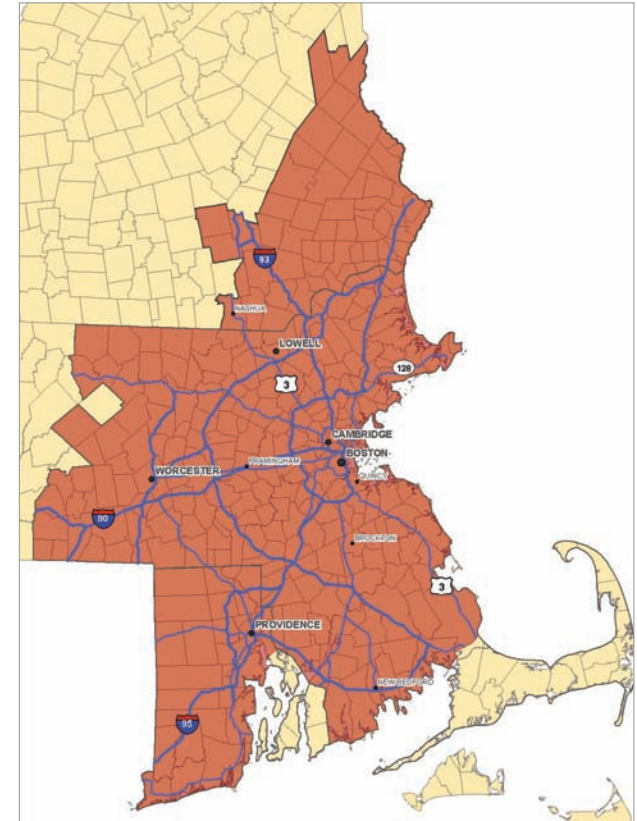 93
NASHUA
LOWELL
3
128
CAMBRIDGE
BOSTON
FRAMINGHAM
WORCESTER
QUINCY
90
BROCKTON
3
PROVIDENCE
NEW BEDFORD
95